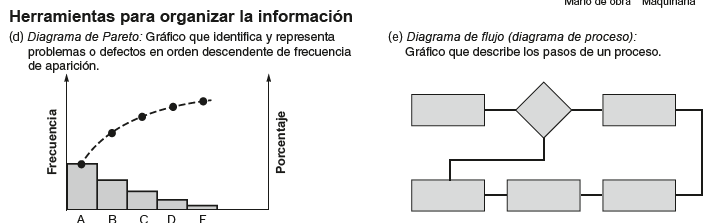 Mano de obra Maquinaria
Herramientas para organizar la información
(d) Diagrama de Pareto: Gráfico que identifica y representa
problemas o defectos en orden descendente de frecuencia
de aparición.
Frecuencia
Porcentaje
A B C D E
(e) Diagrama de flujo (diagrama de proceso):
Gráfico que describe los pasos de un proceso.